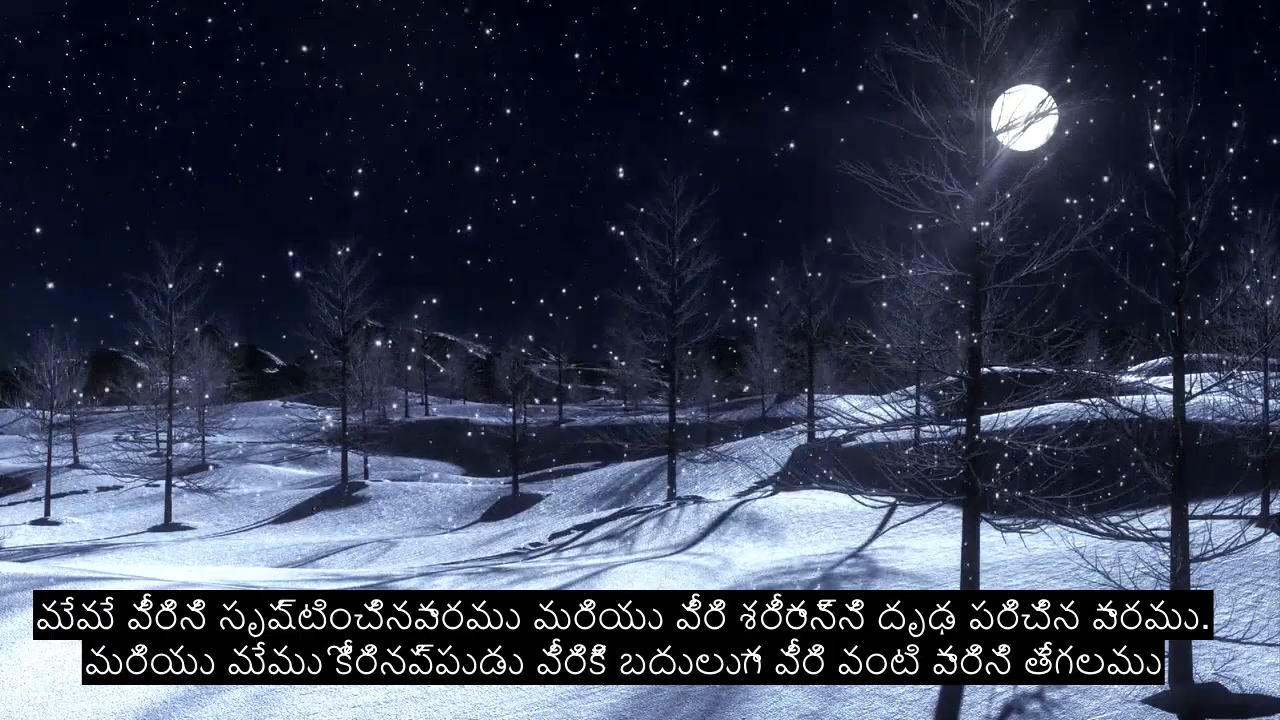 మేమే వీరిని సృష్టించినవారము మరియు వీరి శరీరాన్ని దృఢ పరిచిన వారము.
మరియు మేము కోరినప్పుడు వీరికి బదులుగా వీరి వంటి వారిని తేగలము